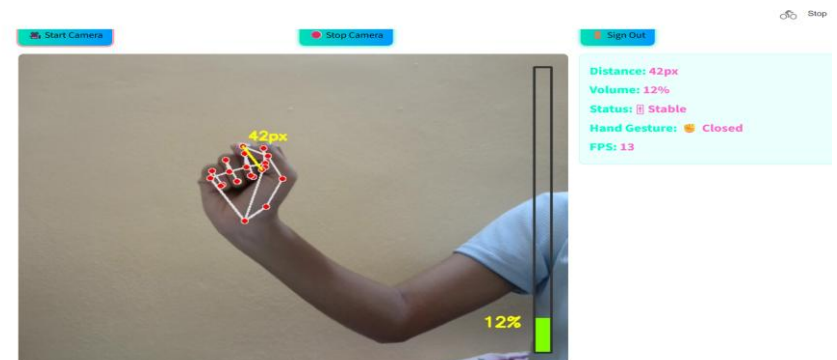 Stop
Start Camera
Stop Camera
Sign Out
42px
12%
Distance: 42px
Volume: 12%
Status: Stable
Hand Gesture: ✊ Closed
FPS: 13